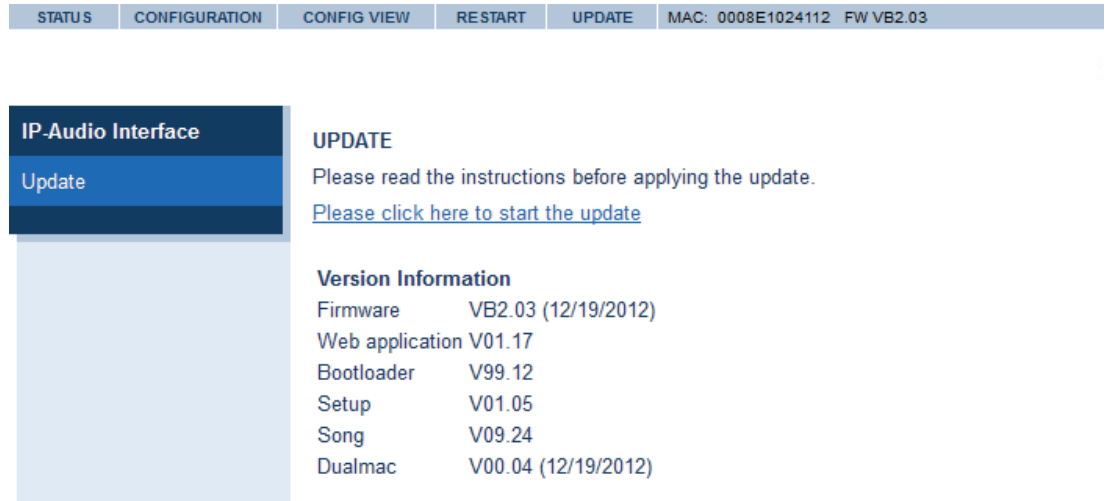 STATUS CONFIGURATION CONFIG VIEW RESTART UPDATE MAC: 0008E1024112 FW VB2.03
IP-Audio Interface
Update
UPDATE
Please read the instructions before applying the update.
Please click here to start the update
Version Information
Firmware VB2.03 (12/19/2012)
Web application V01.17
Bootloader V99.12
Setup V01.05
Song V09.24
Dualmac V00.04 (12/19/2012)